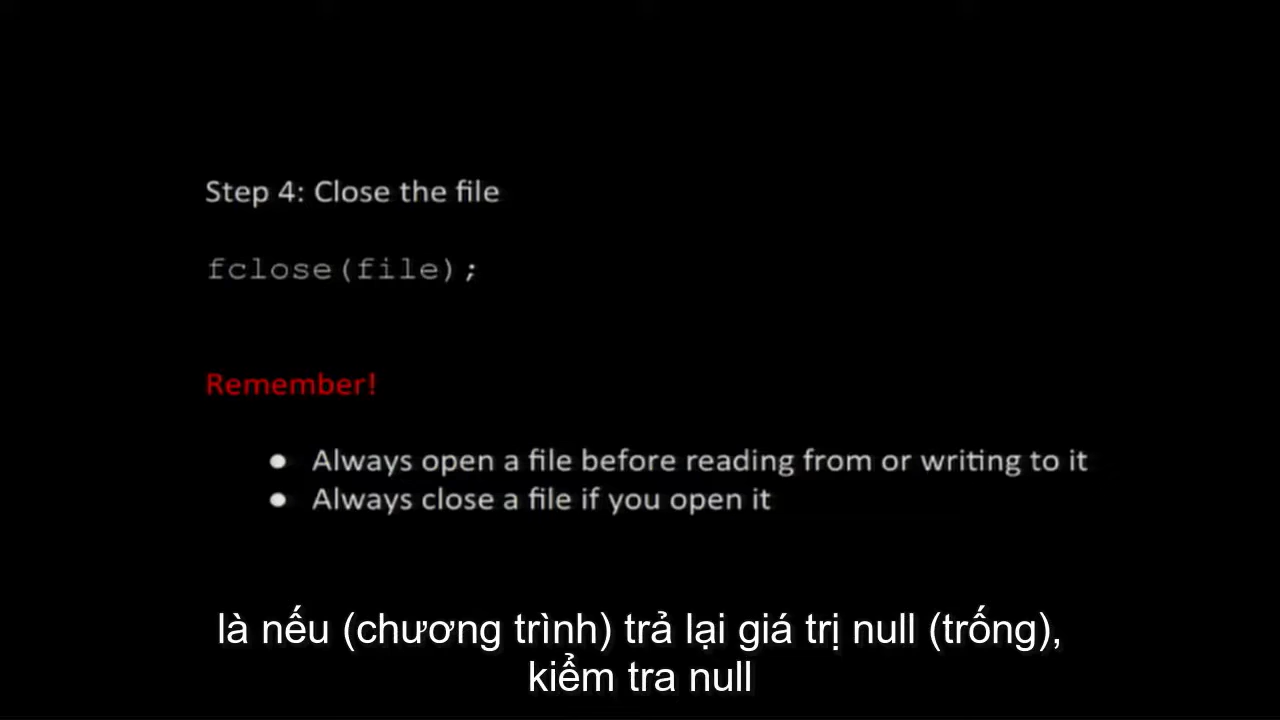 Step 4: Close the file
fclose(file);
Remember!
● Always open a file before reading from or writing to it
● Always close a file if you open it
là nếu (chương trình) trả lại giá trị null (trống),
kiểm tra null